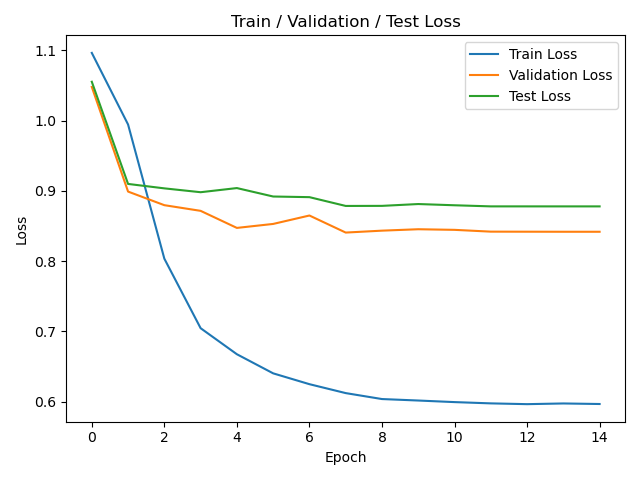 Train / Validation / Test Loss
Train Loss
Validation Loss
Test Loss
Loss
1.1
1.0
0.9
0.8
0.7
0.6
0 2 4 6 8 10 12 14
Epoch